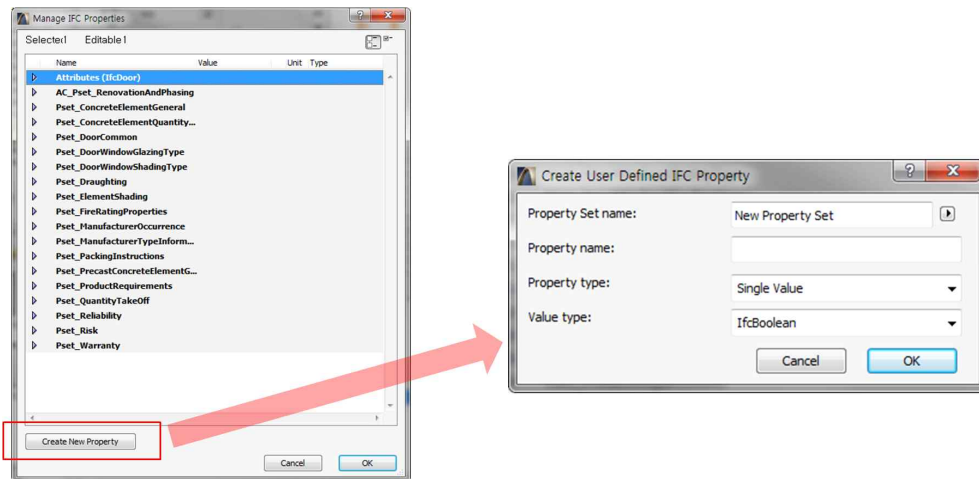 Manage IFC Properties
Selected 1 Editable 1
Name Value Unit Type
Attributes (IfcDoor)
AC_Pset_RenovationAndPhasing
Pset_ConcreteElementGeneral
Pset_ConcreteElementQuantity...
Pset_DoorCommon
Pset_DoorWindowGlazingType
Pset_DoorWindowShadingType
Pset_Draughting
Pset_ElementShading
Pset_FireRatingProperties
Pset_ManufacturerOccurrence
Pset_ManufacturerTypeInform...
Pset_PackingInstructions
Pset_PrecastConcreteElementG...
Pset_ProductRequirements
Pset_QuantityTakeOff
Pset_Reliability
Pset_Risk
Pset_Warranty
Create New Property
Cancel OK
Create User Defined IFC Property
Property Set name: New Property Set
Property name:
Property type: Single Value
Value type: IfcBoolean
Cancel OK